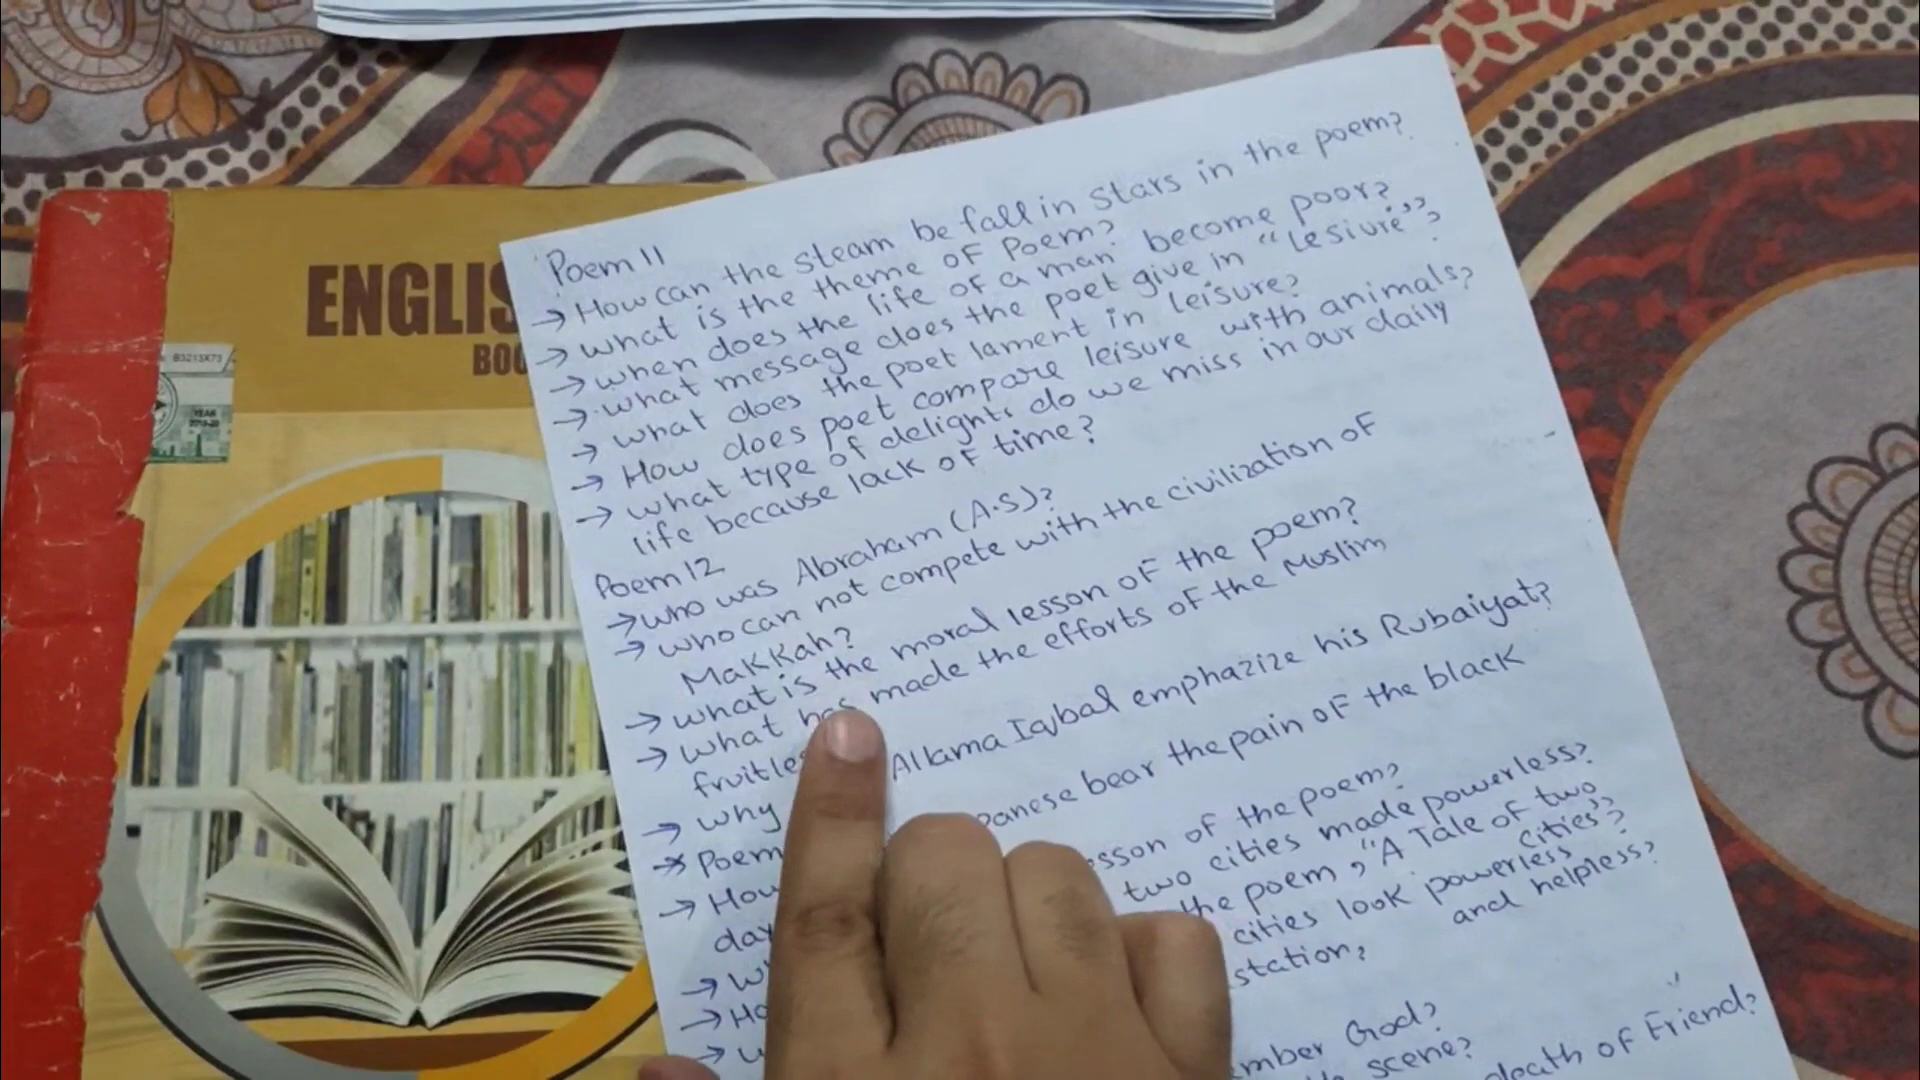 ENGLIS
BOO
B3213X73
YEAR
Poem 11
→ How can the steam be fall in stars in the poem?
→ what is the theme of Poem?
→ when does the life of a man become poor?
→ what message does the poet give in "Lesiure"?
→ what does the poet lament in leisure?
→ How does poet compare leisure with animals?
→ what type of delights do we miss in our daily
life because lack of time?
Poem 12
→ who was Abraham (A.S)?
→ who can not compete with the civilization of
Makkah?
→ what is the moral lesson of the poem?
→ what has made the efforts of the Muslim
fruitle
→ why Allama Iqbal emphazize his Rubaiyat?
Poem
→ How panese bear the pain of the black
day
→ W esson of the poem?
→ Ho two cities made powerless?
the poem, "A Tale of two
cities"?
cities look powerless
and helpless?
station?
mber God?
scene?
death of Friend?